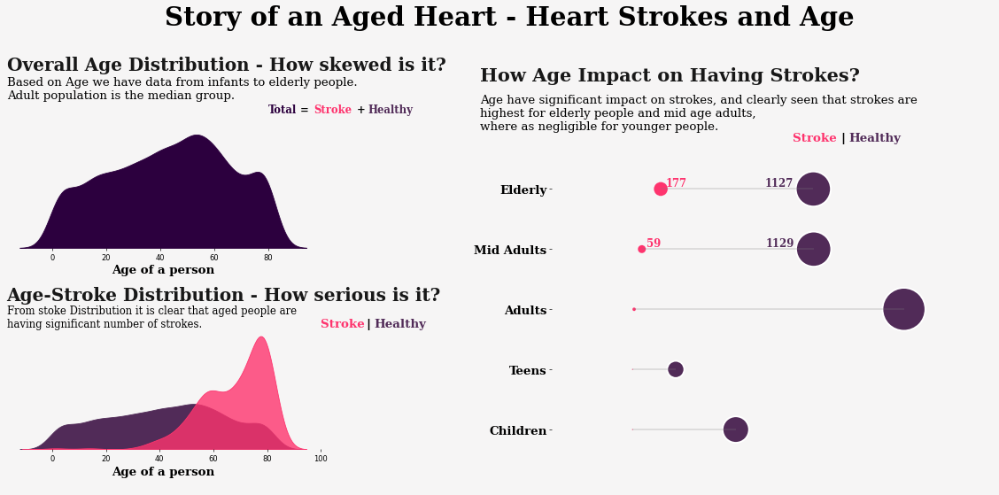 Story of an Aged Heart - Heart Strokes and Age
Overall Age Distribution - How skewed is it?
Based on Age we have data from infants to elderly people.
Adult population is the median group.
Total = Stroke + Healthy
0 20 40 60 80
Age of a person
Age-Stroke Distribution - How serious is it?
From stoke Distribution it is clear that aged people are
having significant number of strokes.
Stroke | Healthy
0 20 40 60 80 100
Age of a person
How Age Impact on Having Strokes?
Age have significant impact on strokes, and clearly seen that strokes are
highest for elderly people and mid age adults,
where as negligible for younger people.
Stroke | Healthy
Elderly 177 1127
Mid Adults 59 1129
Adults
Teens
Children